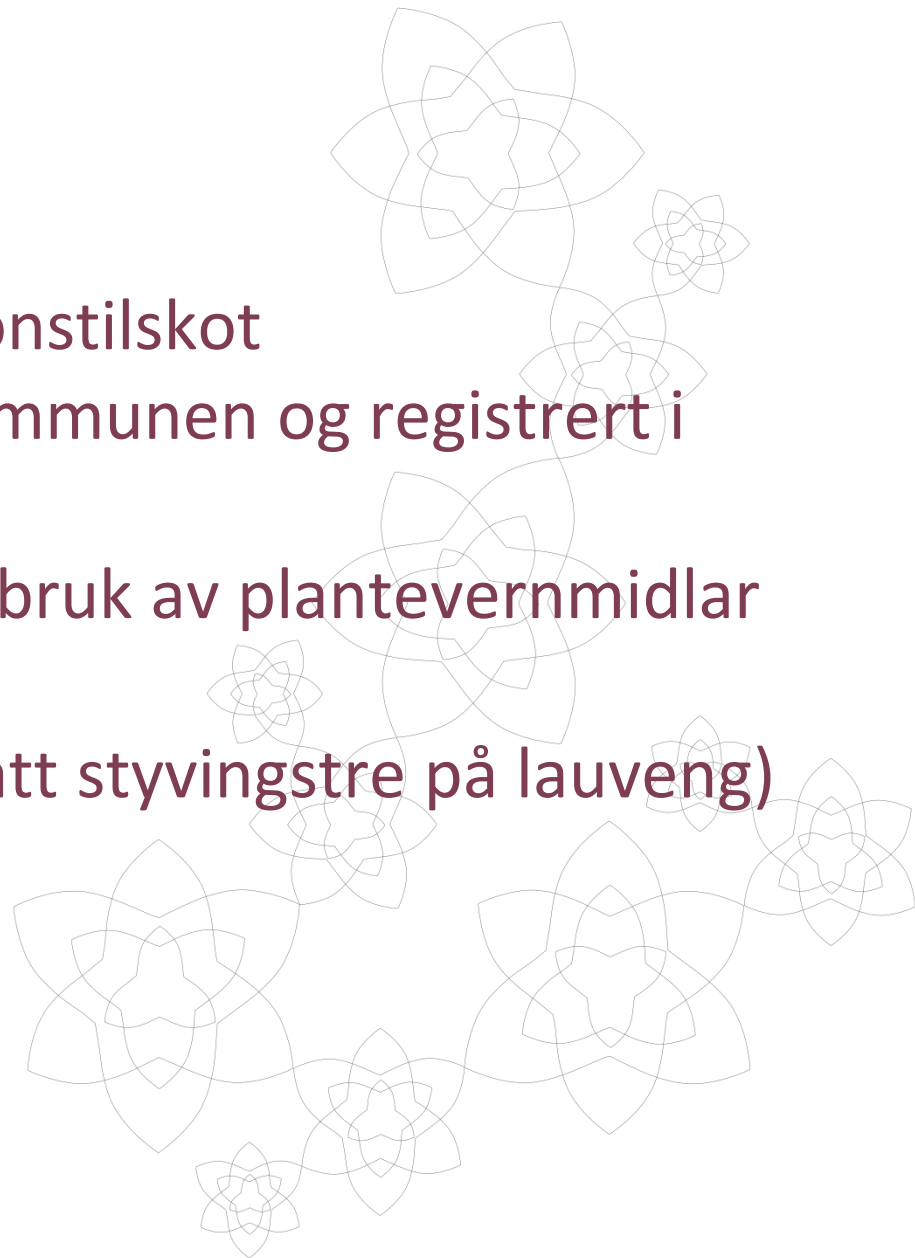 onstilskot
mmunen og registrert i
bruk av plantevernmidlar
att styvingstre på lauveng)